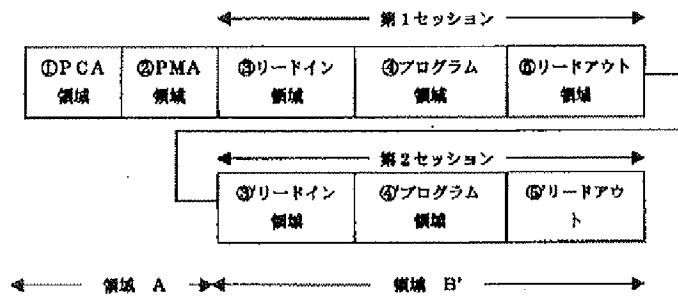 第1セッション
①PCA
領域
②PMA
領域
③リードイン
領域
④プログラム
領域
⑤リードアウト
領域
第2セッション
③'リードイン
領域
④'プログラム
領域
⑤'リードアウ
ト
領域 A
領域 B'